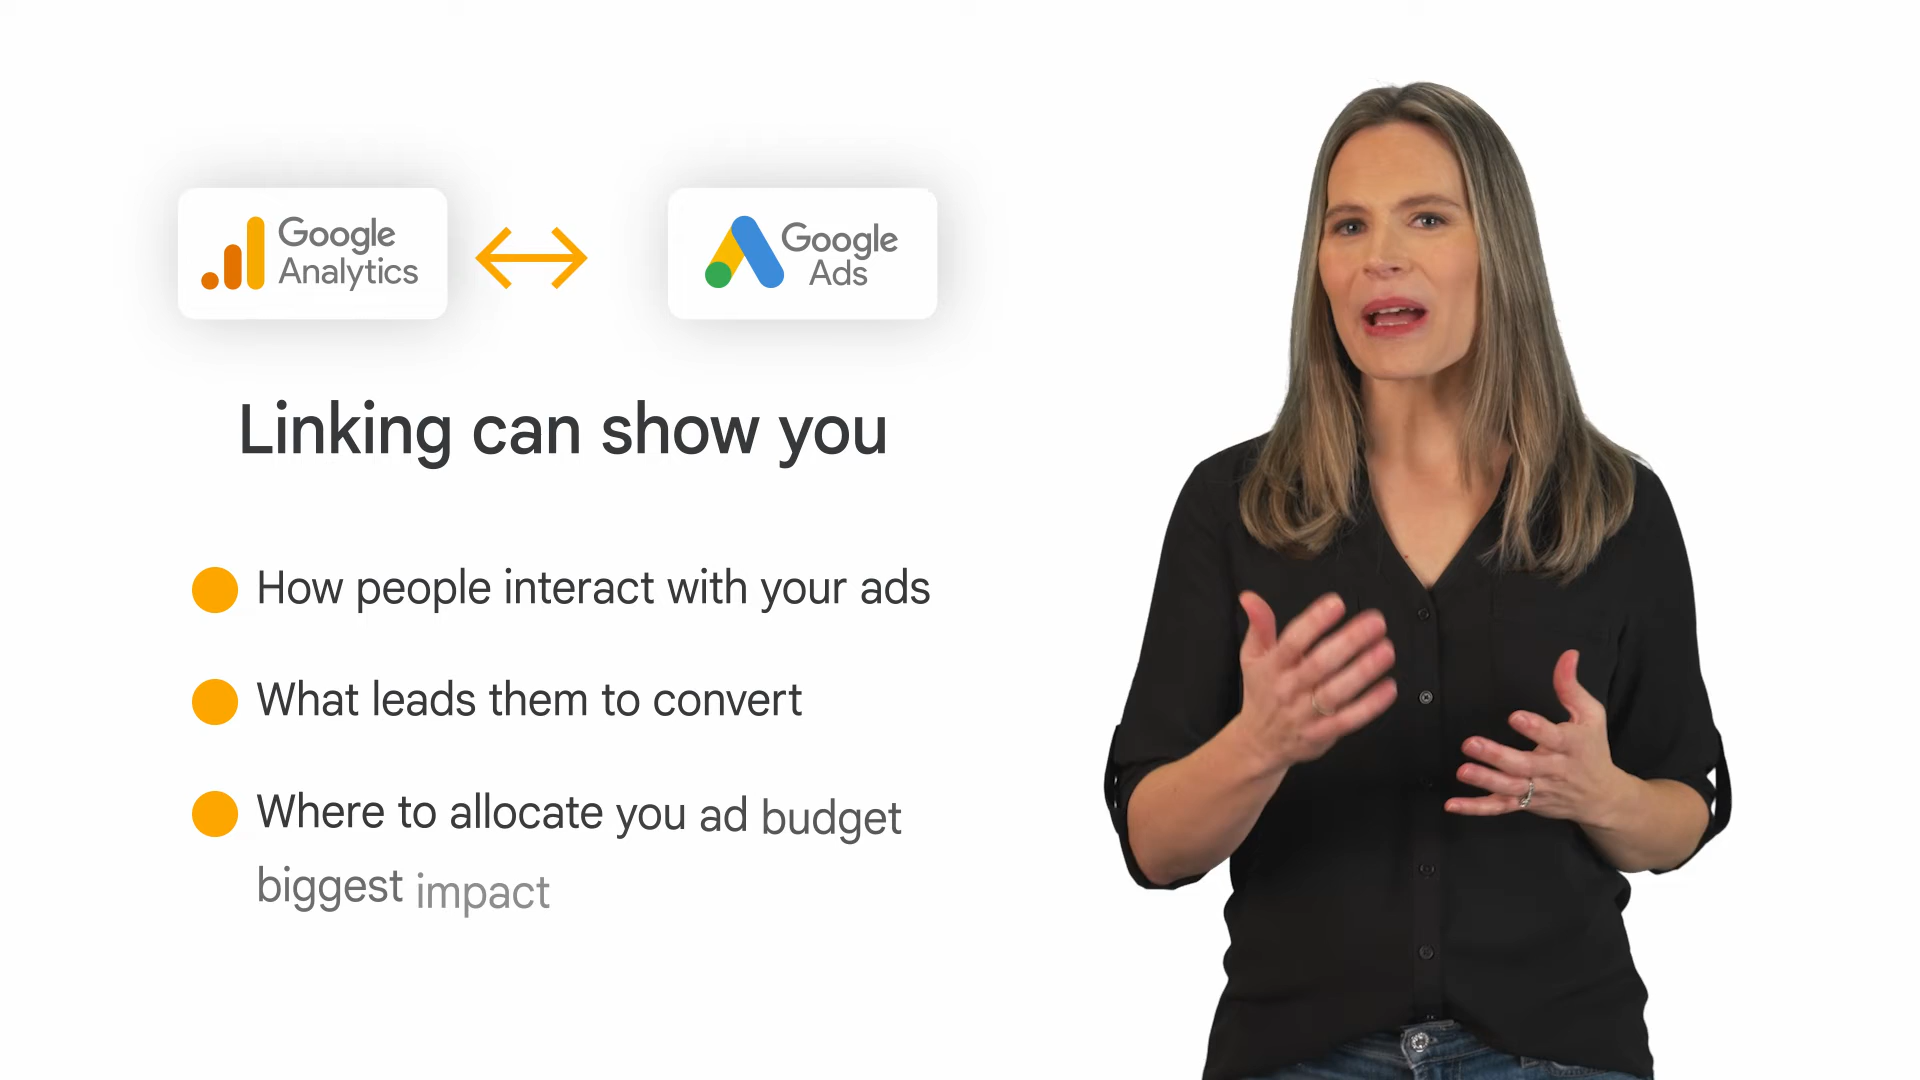 Google
Analytics
Google
Ads
Linking can show you
How people interact with your ads
What leads them to convert
Where to allocate you ad budget
biggest impact